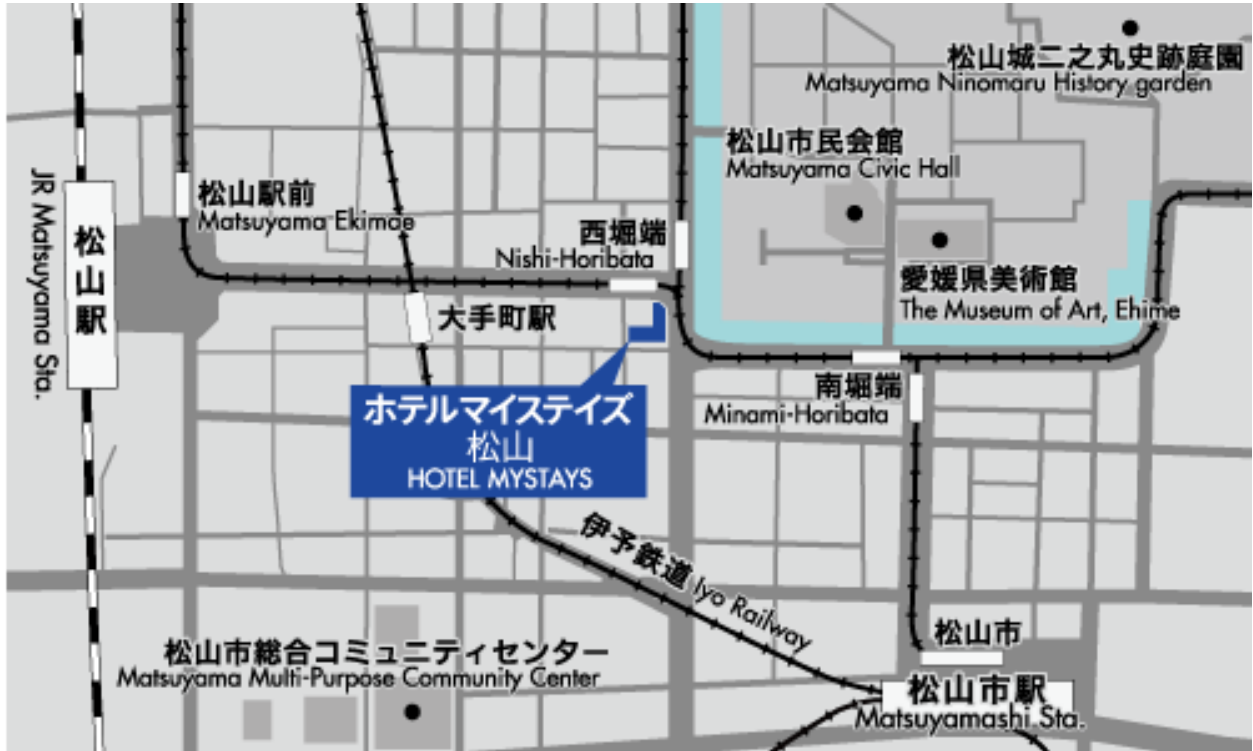 松山城二之丸史跡庭園
Matsuyama Ninomaru History garden
松山市民会館
Matsuyama Civic Hall
松山駅前
Matsuyama Ekimae
JR Matsuyama Sta.
松山駅
西堀端
Nishi-Horibata
愛媛県美術館
The Museum of Art, Ehime
大手町駅
南堀端
Minami-Horibata
ホテルマイステイズ
松山
HOTEL MYSTAYS
伊予鉄道 Iyo Railway
松山市
松山市総合コミュニティセンター
Matsuyama Multi-Purpose Community Center
松山市駅
Matsuyamashi Sta.